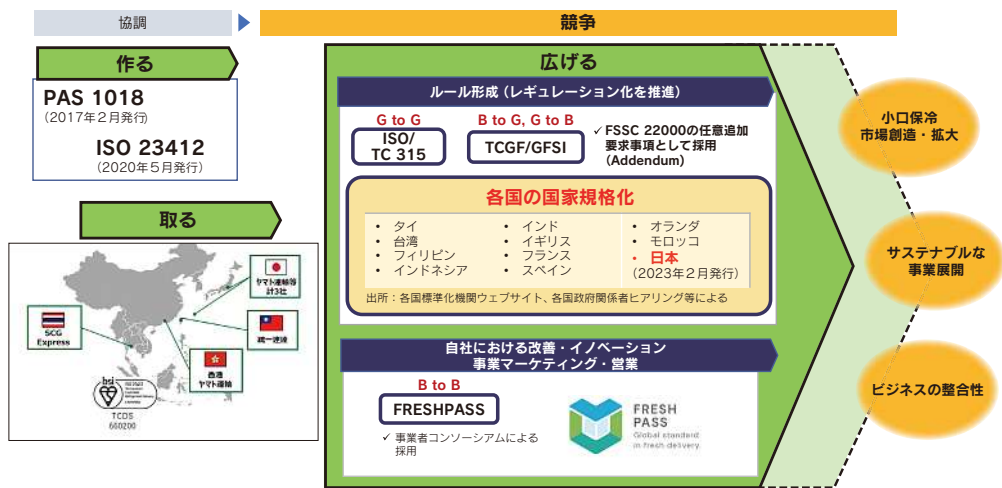 協調
競争
作る
PAS 1018
(2017年2月発行)
ISO 23412
(2020年5月発行)
取る
ヤマト運輸等
計3社
SCG
Express
統一速達
香港
ヤマト運輸
bsi
TCDS
650200
広げる
ルール形成（レギュレーション化を推進）
G to G
ISO/
TC 315
B to G, G to B
TCGF/GFSI
✓ FSSC 22000の任意追加
要求事項として採用
(Addendum)
各国の国家規格化
• タイ
• 台湾
• フィリピン
• インドネシア
• インド
• イギリス
• フランス
• スペイン
• オランダ
• モロッコ
• 日本
(2023年2月発行)
出所：各国標準化機関ウェブサイト、各国政府関係者ヒアリング等による
自社における改善・イノベーション
事業マーケティング・営業
B to B
FRESHPASS
✓ 事業者コンソーシアムによる
採用
FRESH
PASS
Global standard
in fresh delivery.
小口保冷
市場創造・拡大
サステナブルな
事業展開
ビジネスの整合性